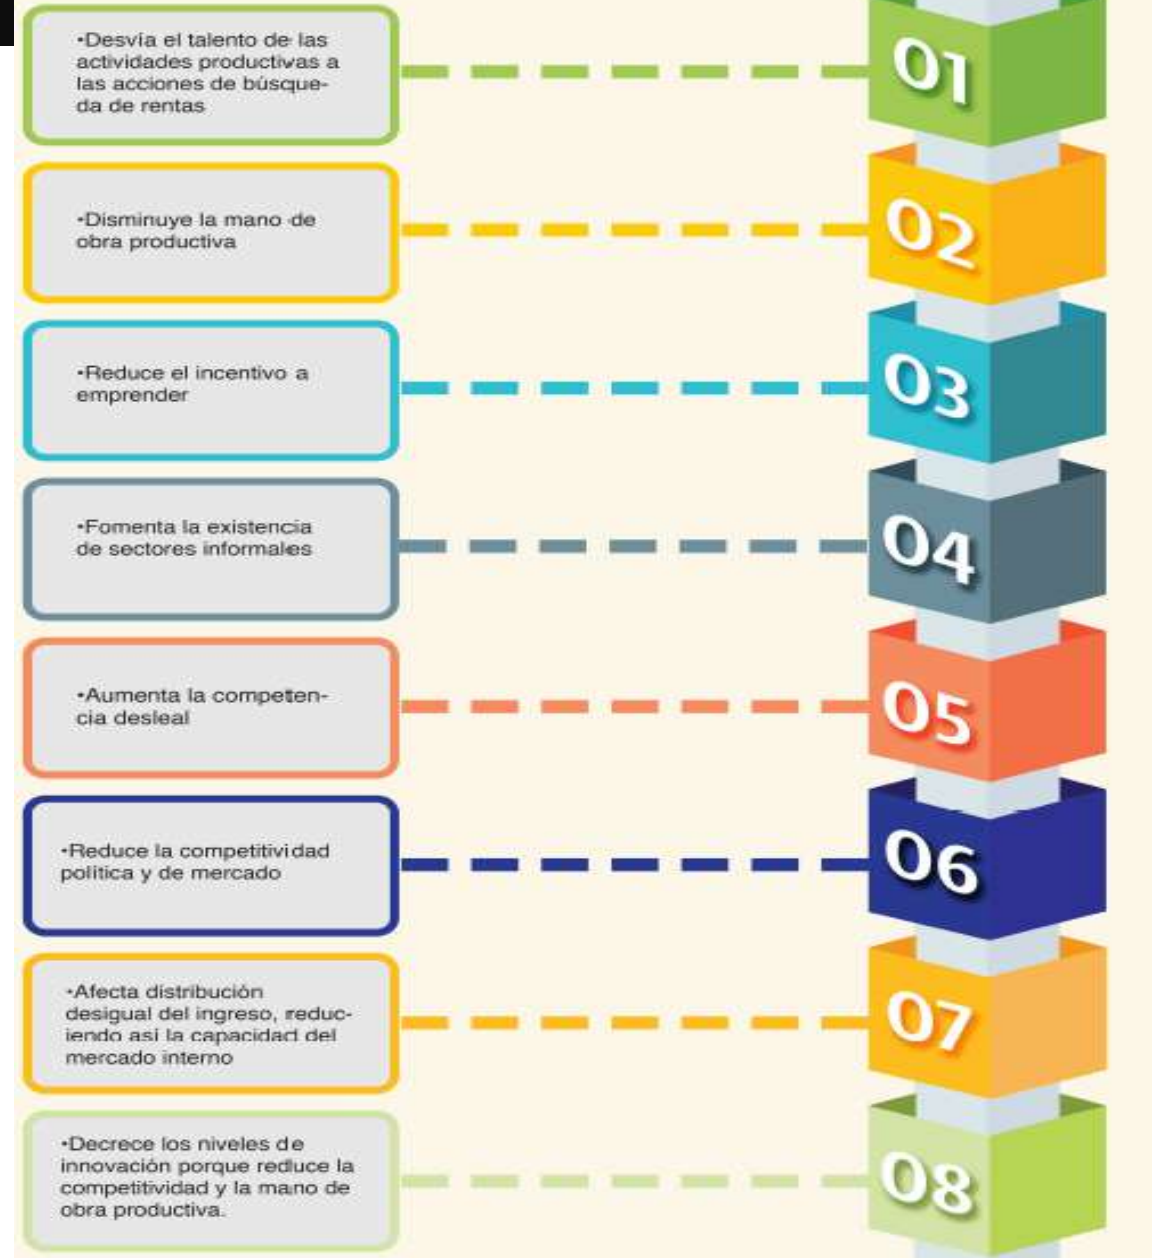 •Desvía el talento de las
actividades productivas a
las acciones de búsque-
da de rentas
01
•Disminuye la mano de
obra productiva
02
•Reduce el incentivo a
emprender
03
•Fomenta la existencia
de sectores informales
04
•Aumenta la competen-
cia desleal
05
•Reduce la competitividad
política y de mercado
06
•Afecta distribución
desigual del ingreso, reduc-
iendo así la capacidad del
mercado interno
07
•Decrece los niveles de
innovación porque reduce la
competitividad y la mano de
obra productiva.
08